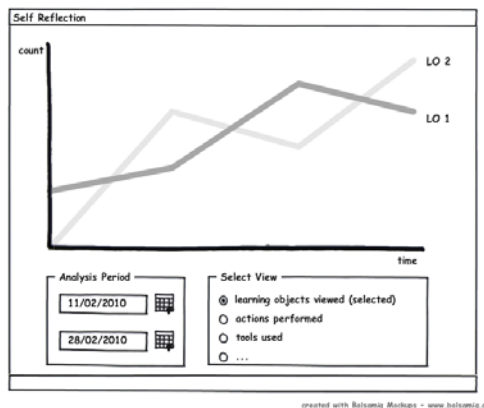 Self Reflection
count
LO 2
LO 1
time
Analysis Period
11/02/2010
28/02/2010
Select View
learning objects viewed (selected)
actions performed
tools used
...
created with Balsamiq Mockups - www.balsamiq.